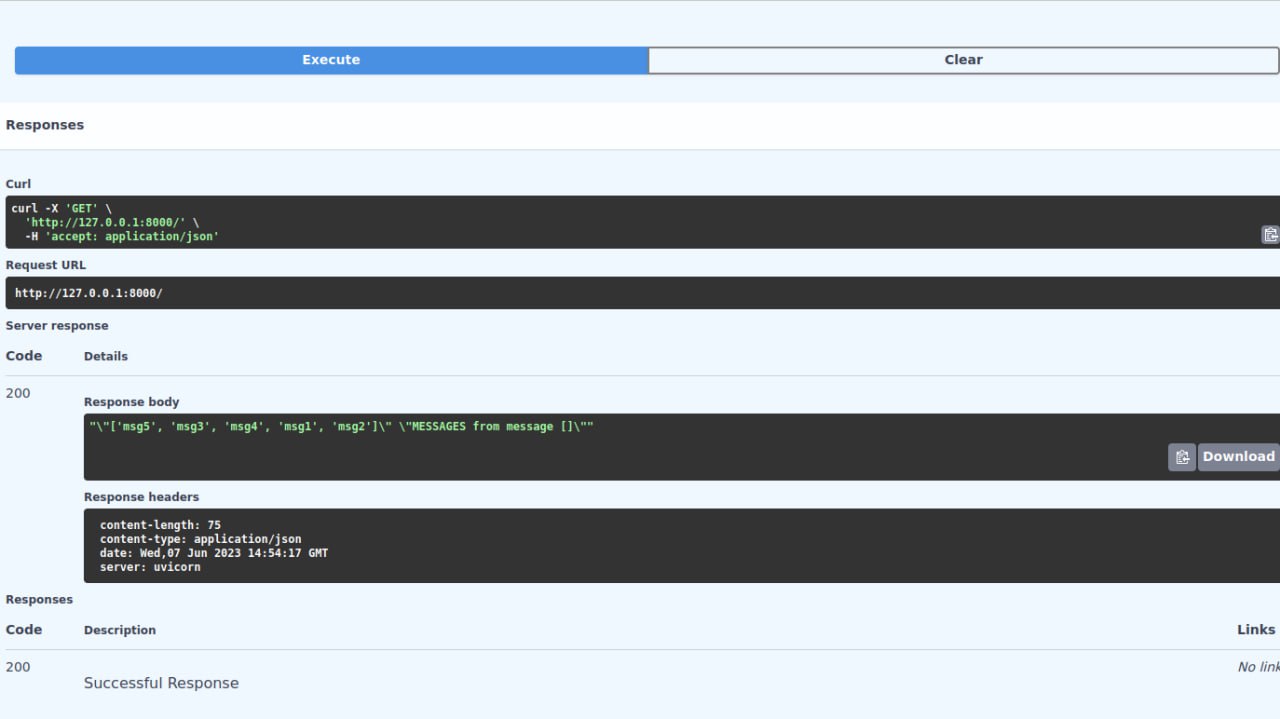 Execute
Clear
Responses
Curl
curl -X 'GET' \
'http://127.0.0.1:8000/' \
-H 'accept: application/json'
Request URL
http://127.0.0.1:8000/
Server response
Code Details
200
Response body
"\"['msg5', 'msg3', 'msg4', 'msg1', 'msg2']\" \"MESSAGES from message []\""
Download
Response headers
content-length: 75
content-type: application/json
date: Wed,07 Jun 2023 14:54:17 GMT
server: uvicorn
Responses
Code Description Links
200 No link
Successful Response